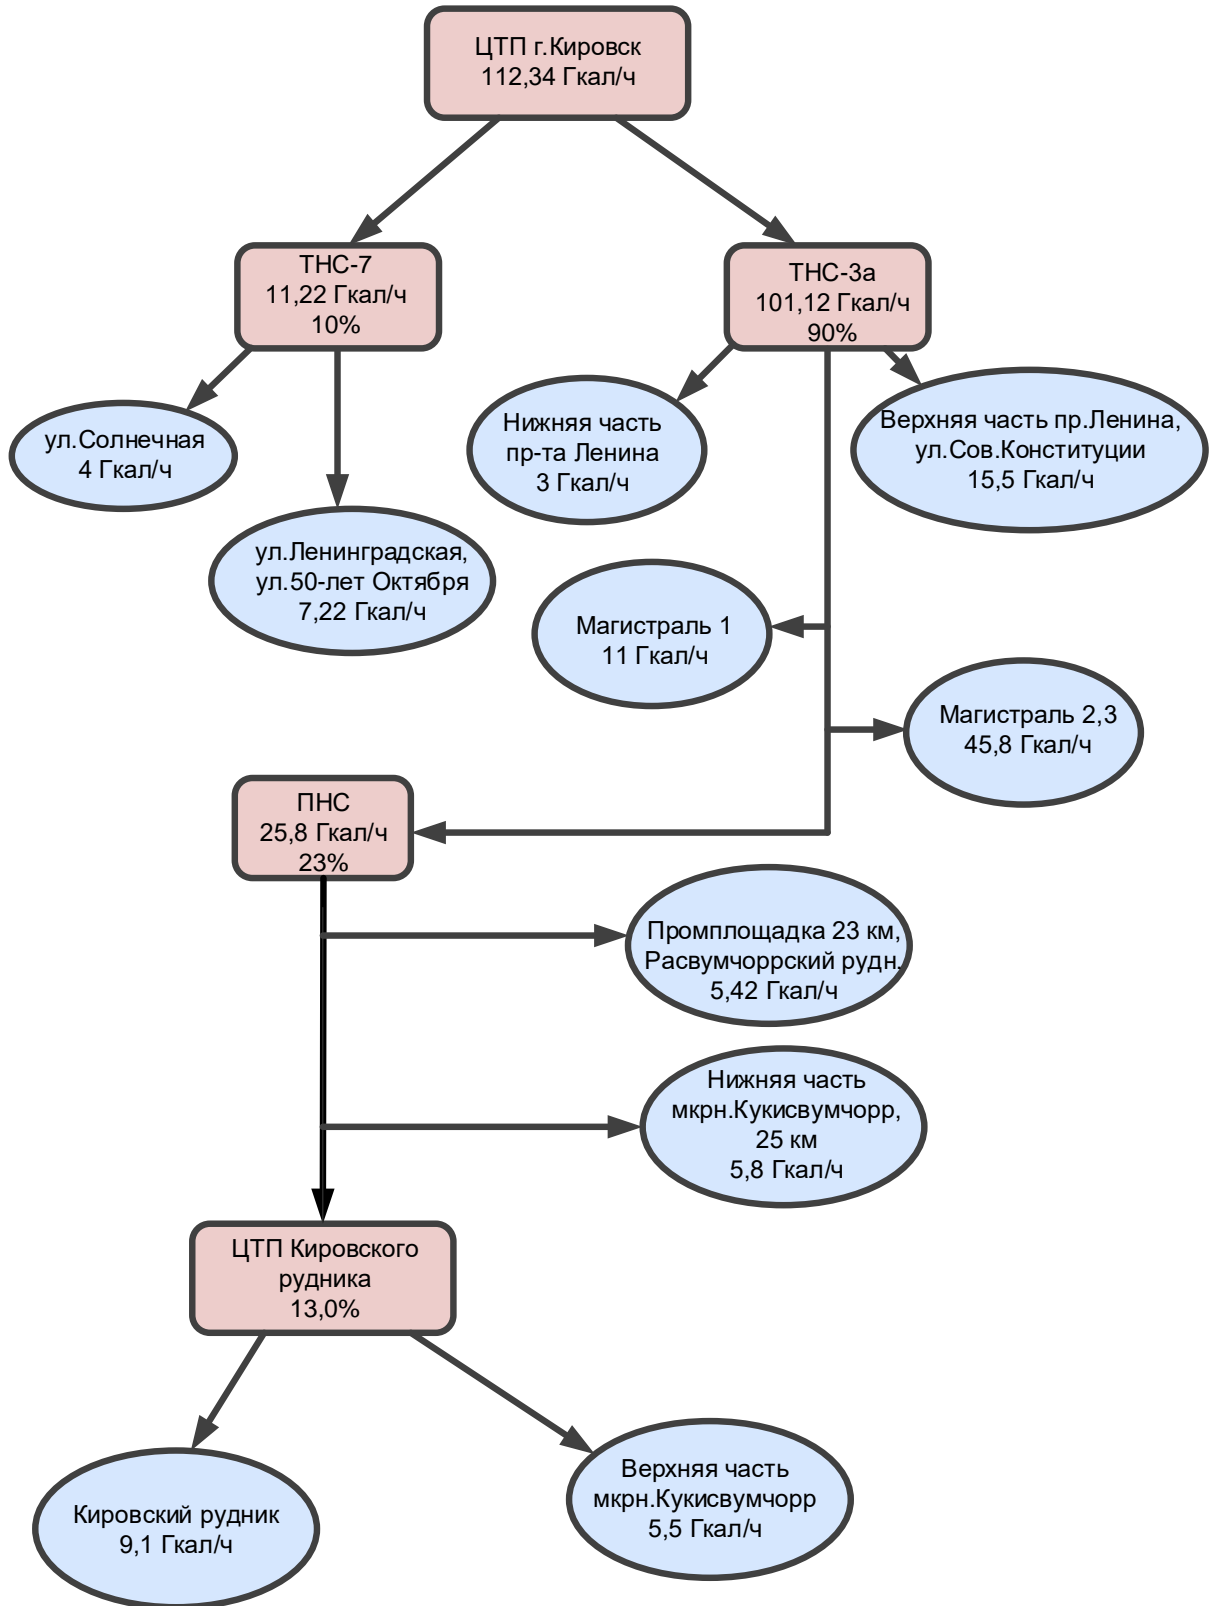 ЦТП г.Кировск
112,34 Гкал/ч
ТНС-7
11,22 Гкал/ч
10%
ТНС-3а
101,12 Гкал/ч
90%
ул.Солнечная
4 Гкал/ч
Нижняя часть
пр-та Ленина
3 Гкал/ч
Верхняя часть пр.Ленина,
ул.Сов.Конституции
15,5 Гкал/ч
ул.Ленинградская,
ул.50-лет Октября
7,22 Гкал/ч
Магистраль 1
11 Гкал/ч
Магистраль 2,3
45,8 Гкал/ч
ПНС
25,8 Гкал/ч
23%
Промплощадка 23 км,
Расвумчоррский рудн.
5,42 Гкал/ч
Нижняя часть
мкрн.Кукисвумчорр,
25 км
5,8 Гкал/ч
ЦТП Кировского
рудника
13,0%
Кировский рудник
9,1 Гкал/ч
Верхняя часть
мкрн.Кукисвумчорр
5,5 Гкал/ч